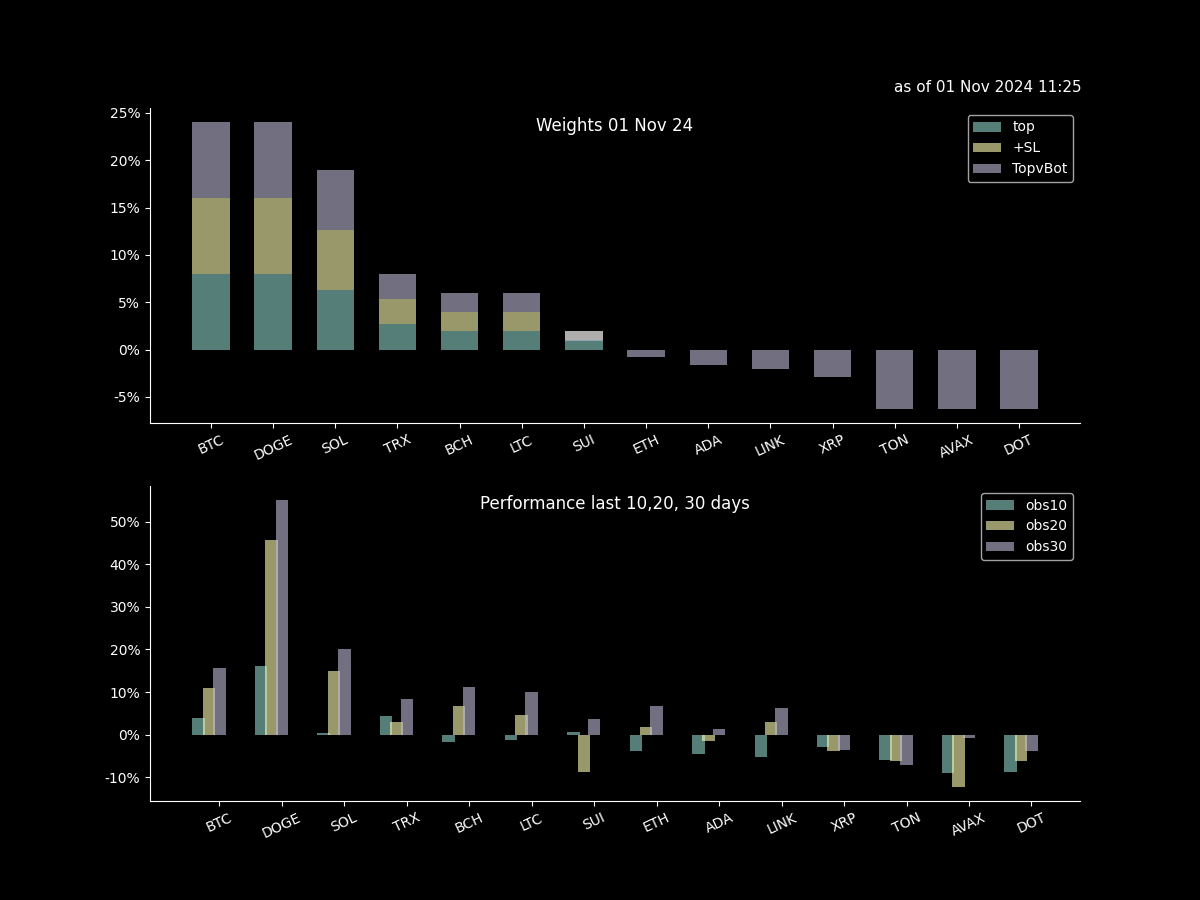 as of 01 Nov 2024 11:25
Weights 01 Nov 24
25%
20%
15%
10%
5%
0%
-5%
top
+SL
TopvBot
BTC DOGE SOL TRX BCH LTC SUI ETH ADA LINK XRP TON AVAX DOT
Performance last 10,20, 30 days
50%
40%
30%
20%
10%
0%
-10%
obs10
obs20
obs30
BTC DOGE SOL TRX BCH LTC SUI ETH ADA LINK XRP TON AVAX DOT